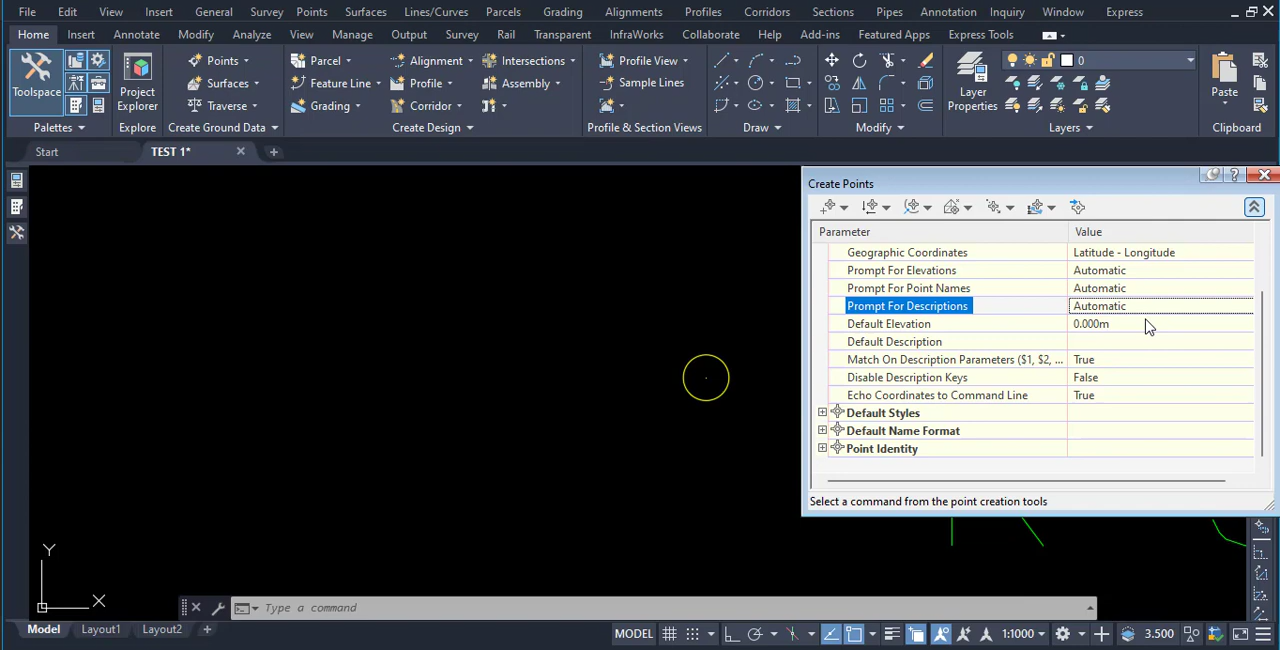 File Edit View Insert General Survey Points Surfaces Lines/Curves Parcels Grading Alignments Profiles Corridors Sections Pipes Annotation Inquiry Window Express
Home Insert Annotate Modify Analyze View Manage Output Survey Rail Transparent InfraWorks Collaborate Help Add-ins Featured Apps Express Tools
Points Parcel Alignment Intersections Profile View 0
Surfaces Feature Line Profile Assembly Sample Lines
Toolspace Project Explorer Traverse Grading Corridor Layer Properties Paste
Palettes Explore Create Ground Data Create Design Profile & Section Views Draw Modify Layers Clipboard
Start TEST 1*
Create Points
Parameter Value
Geographic Coordinates Latitude - Longitude
Prompt For Elevations Automatic
Prompt For Point Names Automatic
Prompt For Descriptions Automatic
Default Elevation 0.000m
Default Description
Match On Description Parameters ($1, $2, ... True
Disable Description Keys False
Echo Coordinates to Command Line True
Default Styles
Default Name Format
Point Identity
Select a command from the point creation tools
Y
X
Type a command
Model Layout1 Layout2 + MODEL 1:1000 3.500